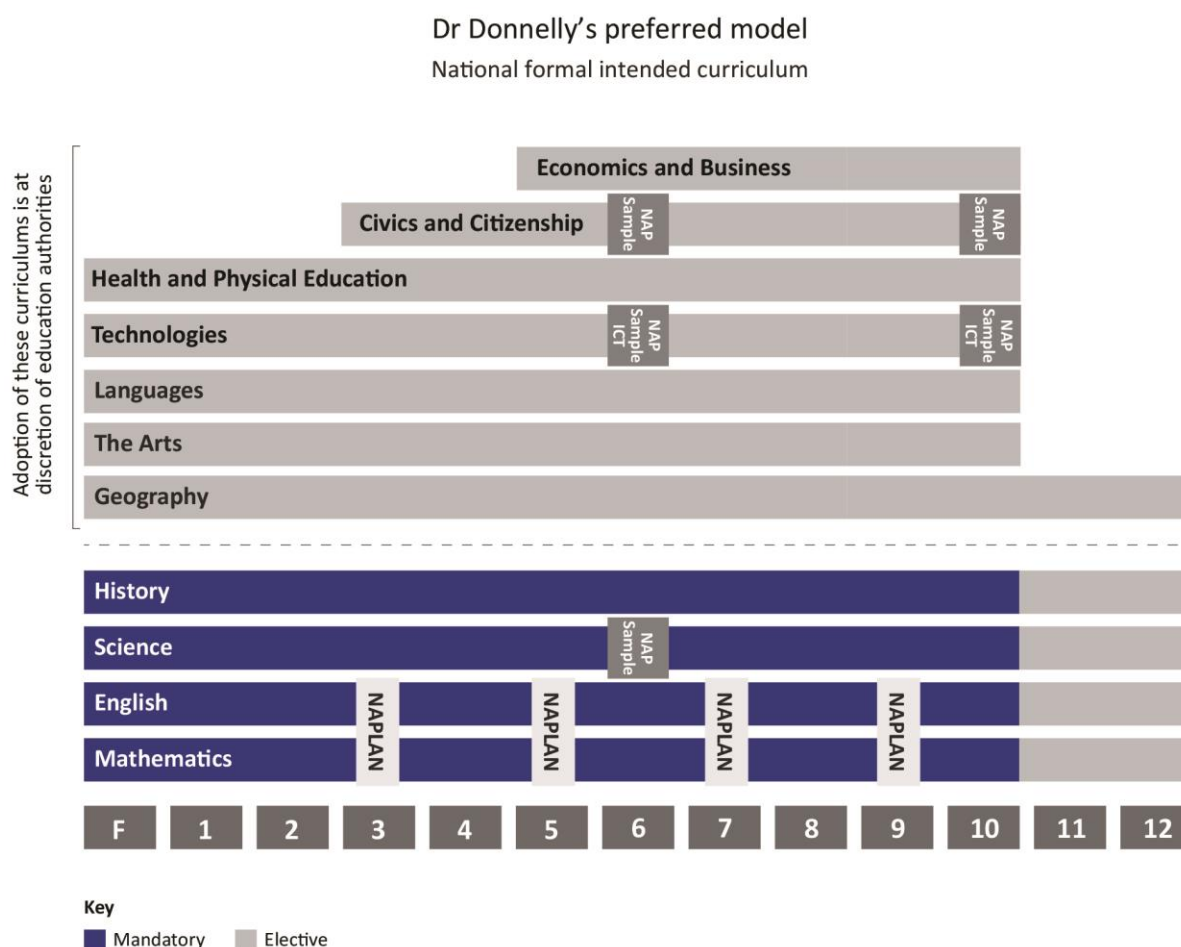 Dr Donnelly’s preferred model
National formal intended curriculum
Adoption of these curriculums is at
discretion of education authorities
Economics and Business
Civics and Citizenship
NAP
Sample
NAP
Sample
Health and Physical Education
Technologies
NAP
Sample
ICT
NAP
Sample
ICT
Languages
The Arts
Geography
History
Science
NAP
Sample
English
Mathematics
NAPLAN
NAPLAN
NAPLAN
NAPLAN
F 1 2 3 4 5 6 7 8 9 10 11 12
Key
Mandatory Elective